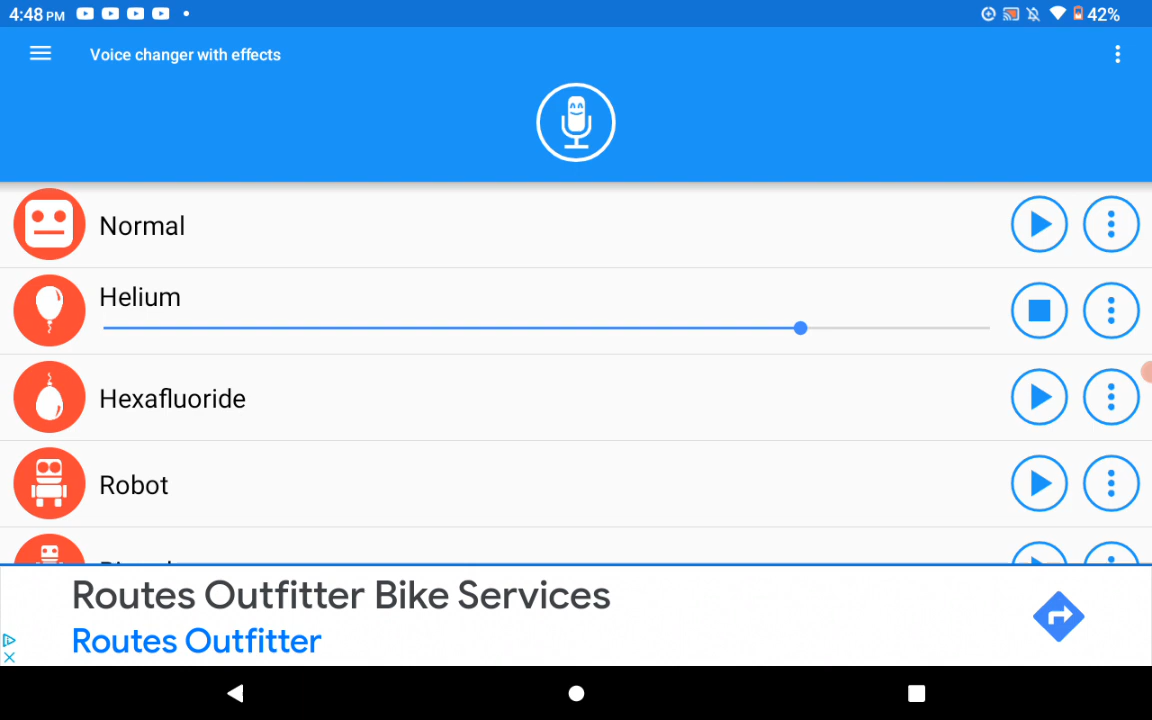 4:48 PM
42%
Voice changer with effects
Normal
Helium
Hexafluoride
Robot
Routes Outfitter Bike Services
Routes Outfitter